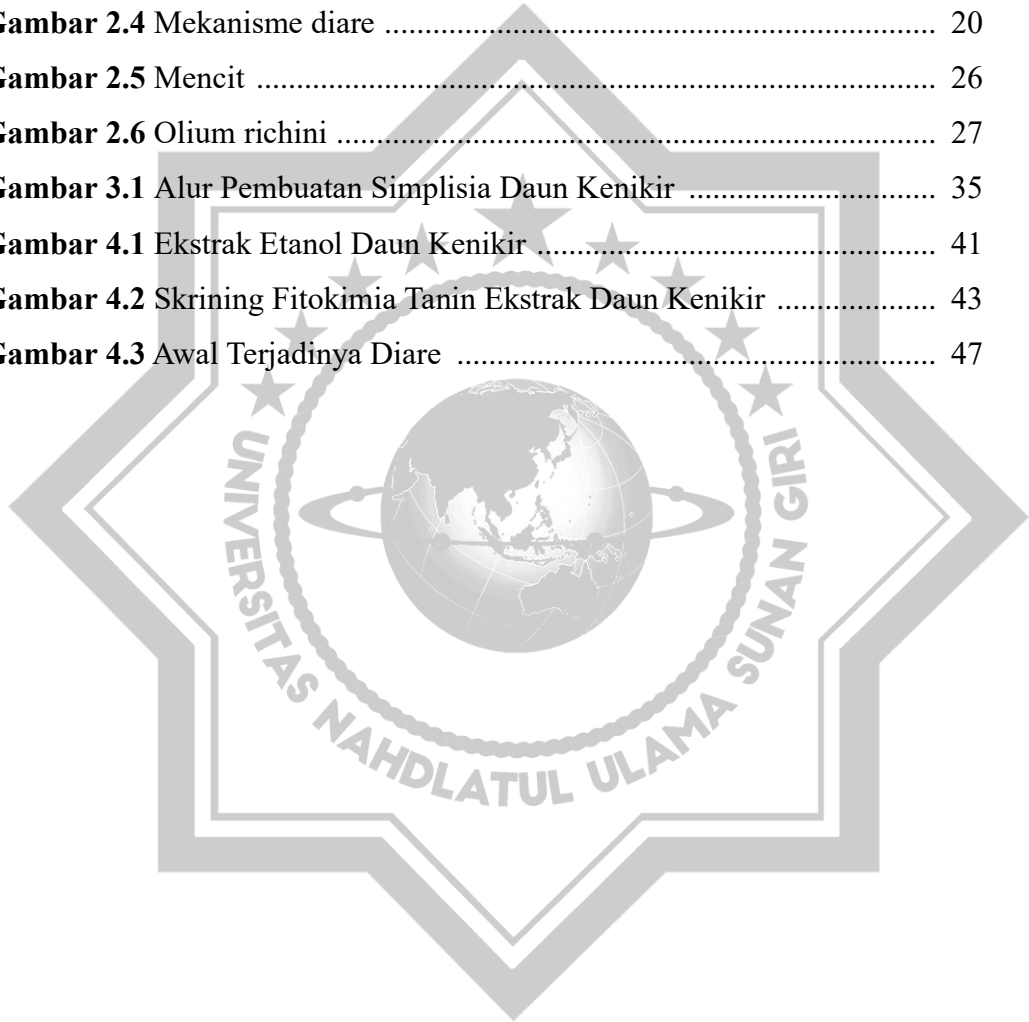 Gambar 2.4 Mekanisme diare .................................................................... 20
Gambar 2.5 Mencit .................................................................................... 26
Gambar 2.6 Olium richini .......................................................................... 27
Gambar 3.1 Alur Pembuatan Simplisia Daun Kenikir .............................. 35
Gambar 4.1 Ekstrak Etanol Daun Kenikir ................................................. 41
Gambar 4.2 Skrining Fitokimia Tanin Ekstrak Daun Kenikir ................... 43
Gambar 4.3 Awal Terjadinya Diare ........................................................... 47
UNIVERSITAS NAHDLATUL ULAMA SUNAN GIRI